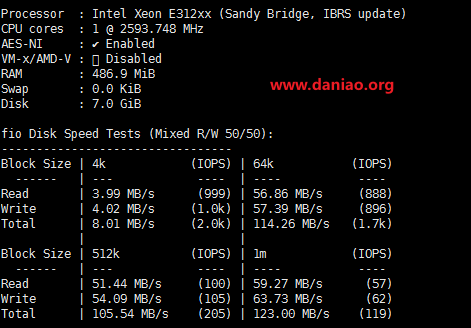 Processor  : Intel Xeon E312xx (Sandy Bridge, IBRS update)
CPU cores  : 1 @ 2593.748 MHz
AES-NI     : ✔ Enabled
VM-x/AMD-V : Disabled
RAM        : 486.9 MiB
Swap       : 0.0 KiB
www.daniao.org
Disk       : 7.0 GiB
fio Disk Speed Tests (Mixed R/W 50/50):
---------------------------------
Block Size | 4k            (IOPS) | 64k           (IOPS)
  ------   | ---            ----  | ----           ----
Read       | 3.99 MB/s     (999) | 56.86 MB/s    (888)
Write      | 4.02 MB/s    (1.0k) | 57.39 MB/s    (896)
Total      | 8.01 MB/s    (2.0k) | 114.26 MB/s  (1.7k)
           |                      |
Block Size | 512k          (IOPS) | 1m            (IOPS)
  ------   | ---            ----  | ----           ----
Read       | 51.44 MB/s    (100) | 59.27 MB/s     (57)
Write      | 54.09 MB/s    (105) | 63.73 MB/s     (62)
Total      | 105.54 MB/s   (205) | 123.00 MB/s   (119)